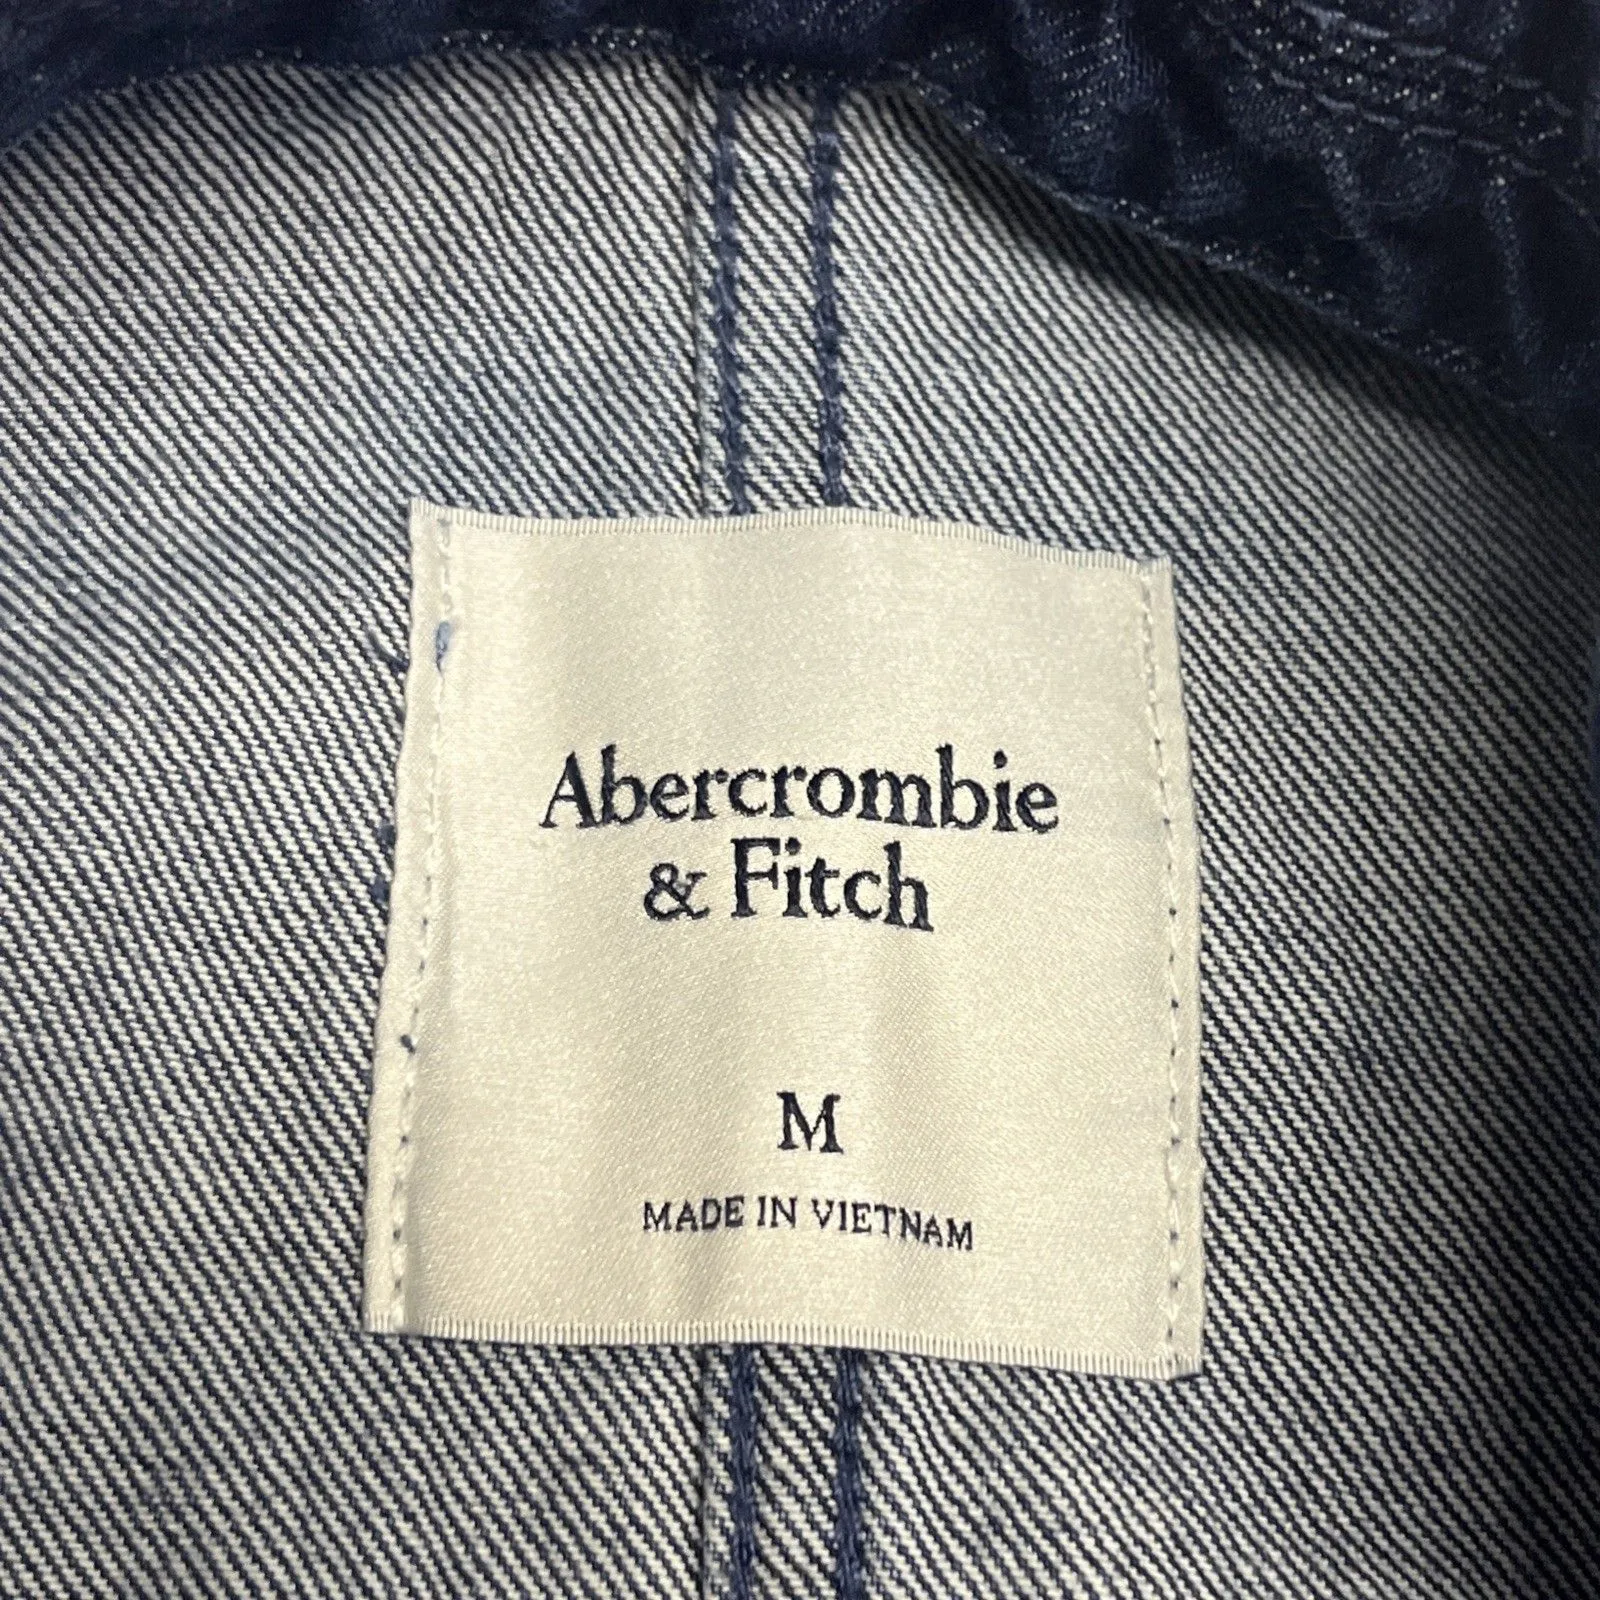 Abercrombie
& Fitch
M
MADE IN VIETNAM